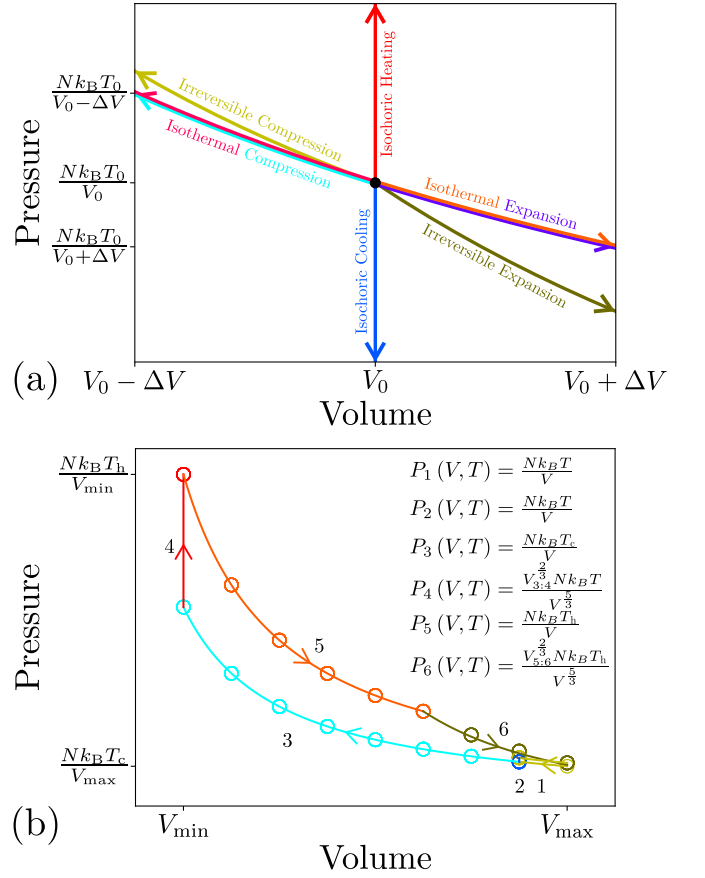 Pressure
Nk_BT_0/(V_0−ΔV)
Nk_BT_0/V_0
Nk_BT_0/(V_0+ΔV)
Irreversible Compression
Isothermal Compression
Isochoric Heating
Isothermal Expansion
Irreversible Expansion
Isochoric Cooling
(a)
V_0 − ΔV
V_0
V_0 + ΔV
Volume
Pressure
Nk_BT_h/V_min
Nk_BT_c/V_max
P_1 (V, T) = Nk_BT/V
P_2 (V, T) = Nk_BT/V
P_3 (V, T) = Nk_BT_c/V
P_4 (V, T) = V_{3:4}^{2/3}Nk_BT/V^{5/3}
P_5 (V, T) = Nk_BT_h/V
P_6 (V, T) = V_{5:6}^{2/3}Nk_BT_h/V^{5/3}
4
5
3
6
2 1
(b)
V_min
V_max
Volume